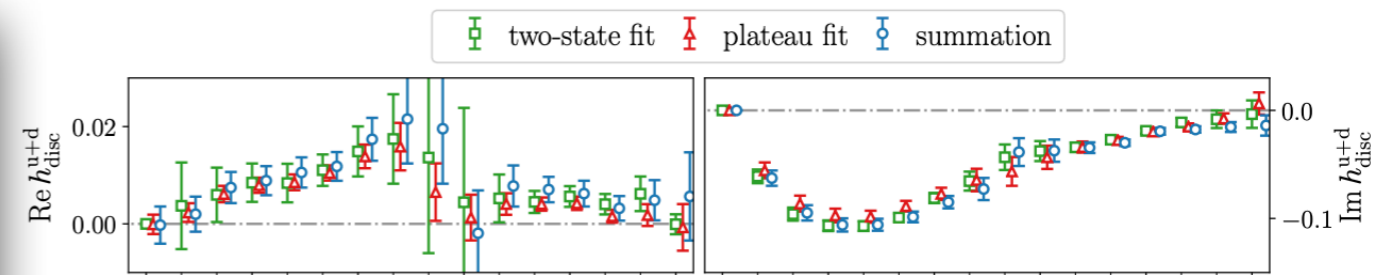 two-state fit plateau fit summation
0.02
0.00
Re h^{u+d}_{disc}
0.0
−0.1
Im h^{u+d}_{disc}